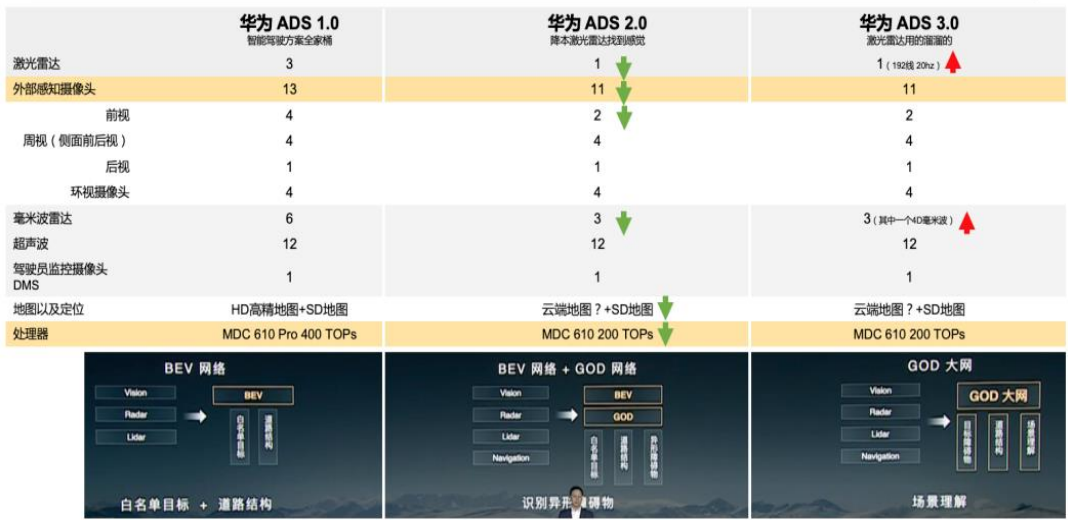 华为 ADS 1.0 华为 ADS 2.0 华为 ADS 3.0
智能驾驶方案全家桶 降本激光雷达找到感觉 激光雷达用的溜溜的
激光雷达 3 1 1（192线 20hz）
外部感知摄像头 13 11 11
前视 4 2 2
周视（侧面前后视） 4 4 4
后视 1 1 1
环视摄像头 4 4 4
毫米波雷达 6 3 3（其中一个4D毫米波）
超声波 12 12 12
驾驶员监控摄像头
DMS 1 1 1
地图以及定位 HD高精地图+SD地图 云端地图？+SD地图 云端地图？+SD地图
处理器 MDC 610 Pro 400 TOPs MDC 610 200 TOPs MDC 610 200 TOPs
BEV 网络
Vision
Radar
Lidar
BEV
白名单目标
道路结构
白名单目标 + 道路结构
BEV 网络 + GOD 网络
Vision
Radar
Lidar
Navigation
BEV
GOD
白名单目标
道路结构
异形障碍物
识别异形 碍物
GOD 大网
Vision
Radar
Lidar
Navigation
GOD 大网
目标障碍物
道路结构
场景理解
场景理解